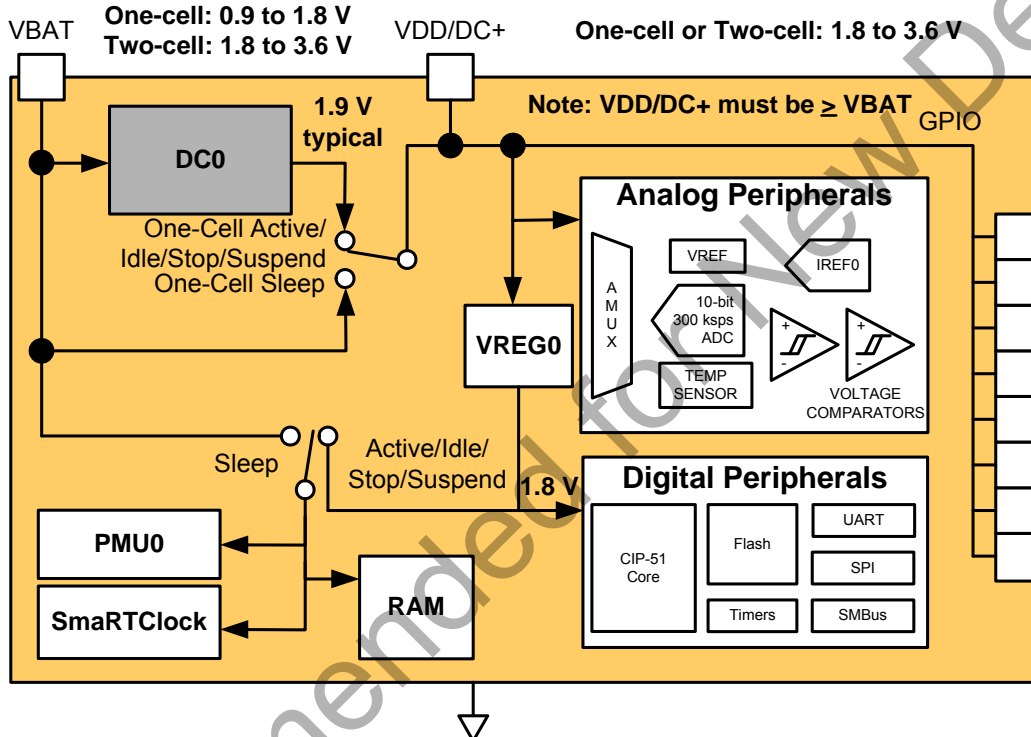 One-cell: 0.9 to 1.8 V
Two-cell: 1.8 to 3.6 V
VBAT
VDD/DC+
One-cell or Two-cell: 1.8 to 3.6 V
Note: VDD/DC+ must be ≥ VBAT
GPIO
1.9 V
typical
DC0
One-Cell Active/
Idle/Stop/Suspend
One-Cell Sleep
Analog Peripherals
VREF
IREF0
A
M
U
X
10-bit
300 ksps
ADC
TEMP
SENSOR
+
-
+
-
VOLTAGE
COMPARATORS
VREG0
Sleep
Active/Idle/
Stop/Suspend
1.8 V
Digital Peripherals
CIP-51
Core
Flash
Timers
UART
SPI
SMBus
PMU0
SmaRTClock
RAM
mended for New De